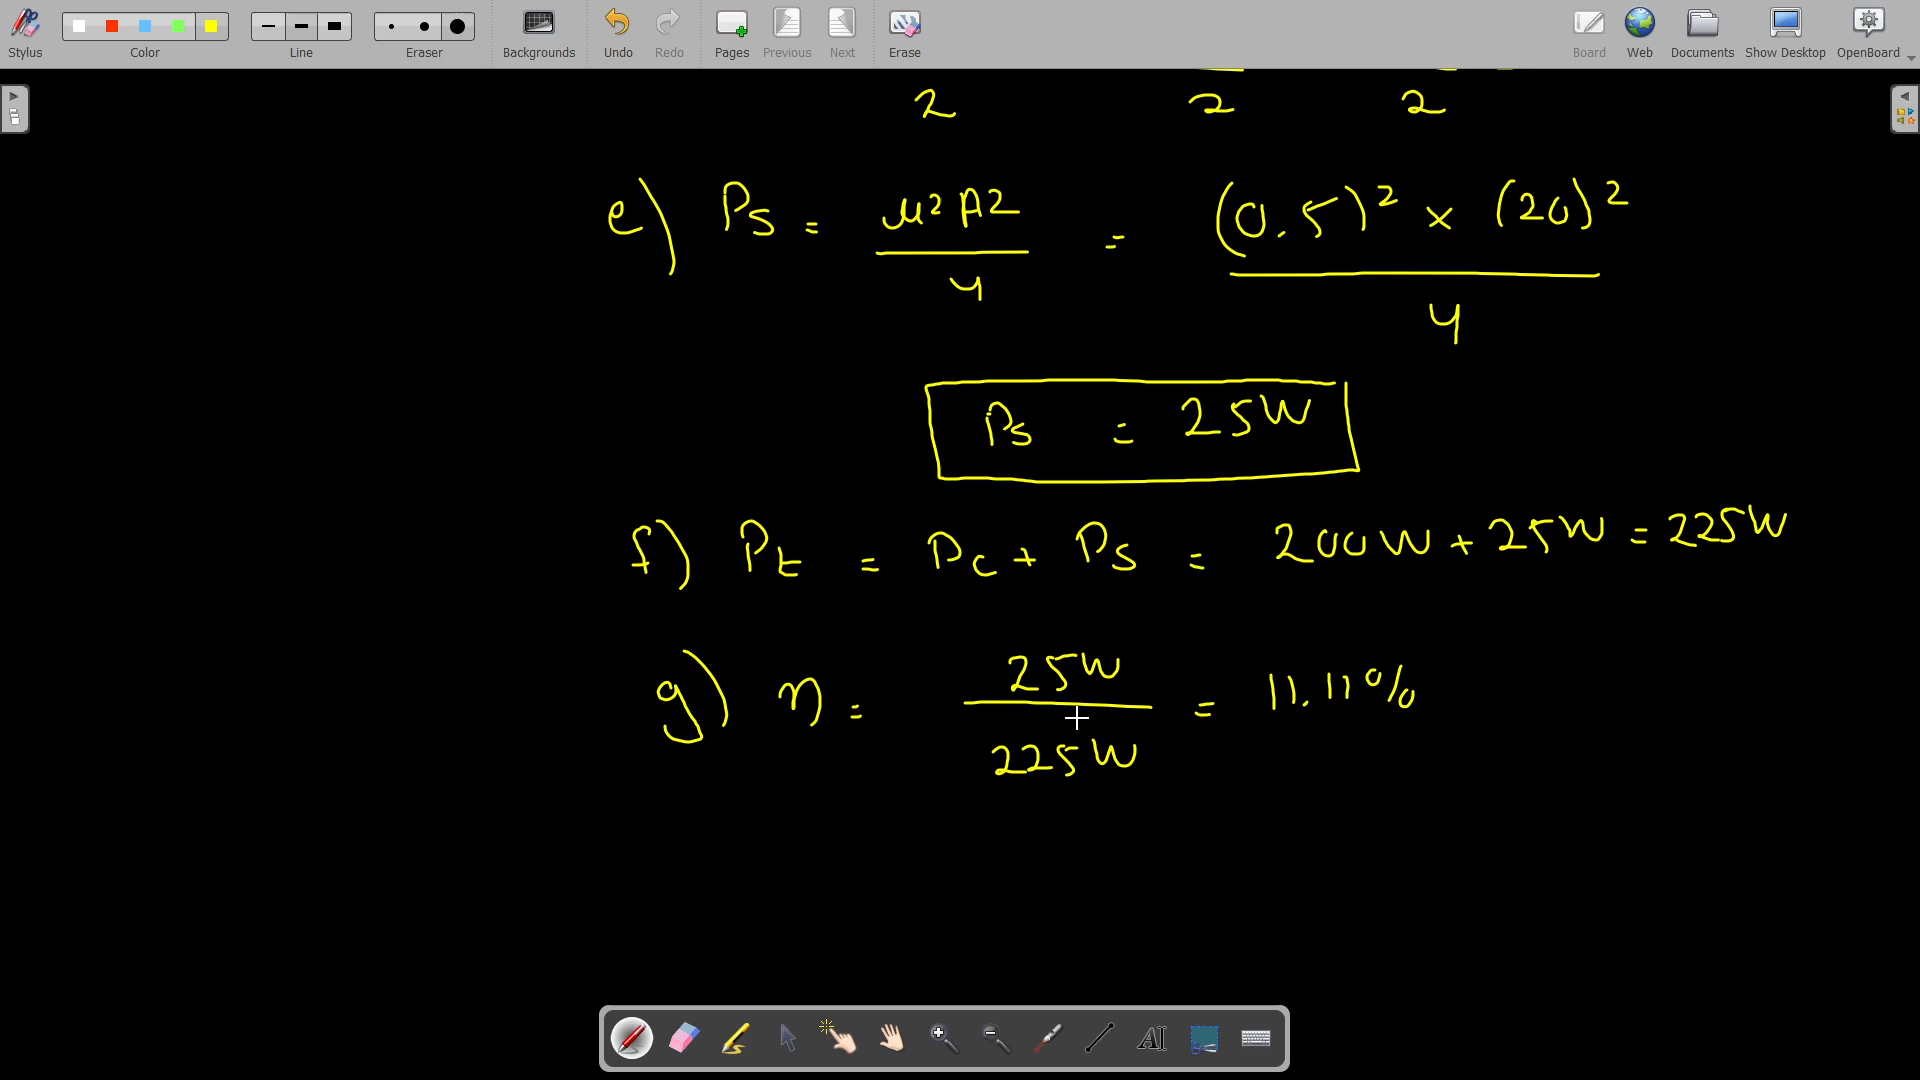 Stylus Color Line Eraser Backgrounds Undo Redo Pages Previous Next Erase Board Web Documents Show Desktop OpenBoard
2 2 2
e) Ps = μ²A² / 4 = (0.5)² × (20)² / 4
Ps = 25W
f) Pt = Pc + Ps = 200W + 25W = 225W
g) η = 25W / 225W = 11.11%
AI